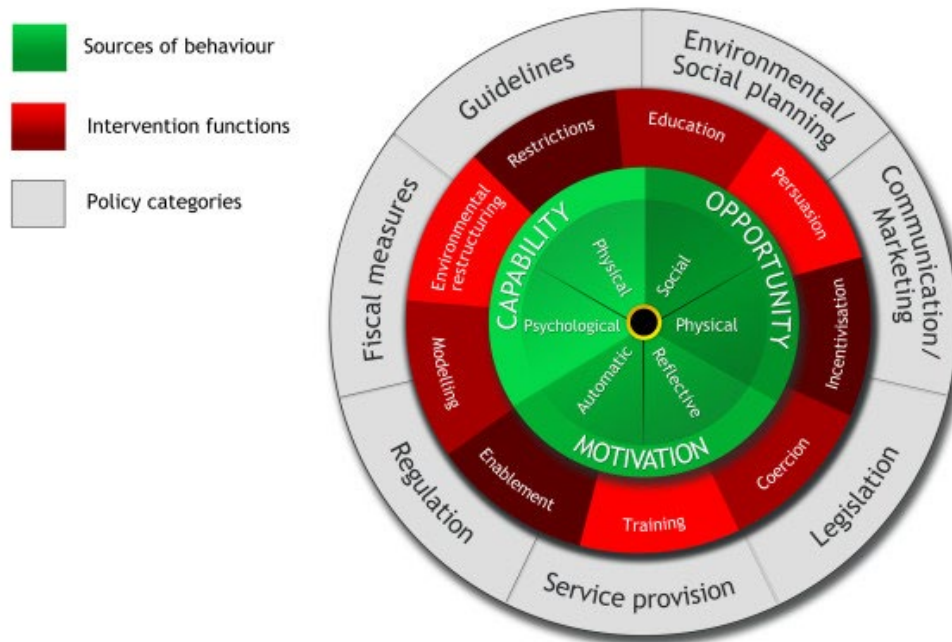 Sources of behaviour
Intervention functions
Policy categories
Guidelines
Environmental/
Social planning
Communication/
Marketing
Legislation
Service provision
Regulation
Fiscal measures
Restrictions
Education
Persuasion
Incentivisation
Coercion
Training
Enablement
Modelling
Environmental
restructuring
CAPABILITY
OPPORTUNITY
MOTIVATION
Physical
Social
Physical
Reflective
Automatic
Psychological